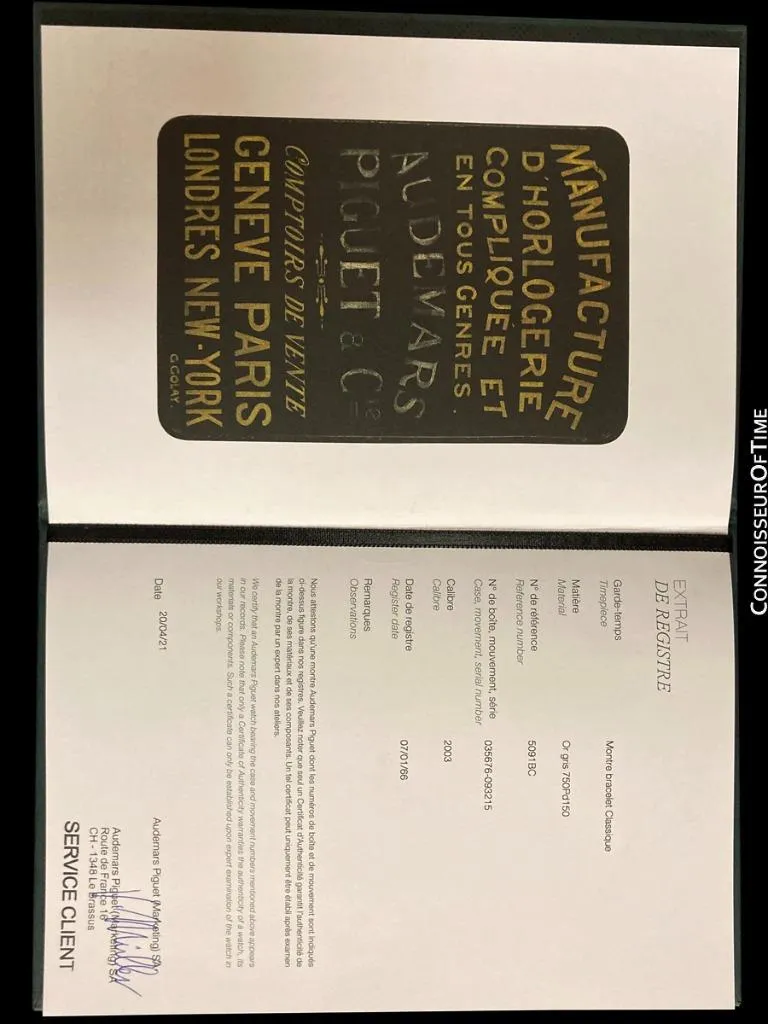 MANUFACTURE
D'HORLOGERIE
COMPLIQUÉE ET
EN TOUS GENRES.
AUDEMARS
PIGUET & Cie
COMPTOIRS DE VENTE
GENEVE PARIS
LONDRES NEW-YORK
G.GOLAY.
EXTRAIT
DE REGISTRE
Garde-temps Montre bracelet Classique
Timepiece
Matière Or gris 750Pd150
Material
N° de référence 5091BC
Reference number
N° de boîte, mouvement, série 035676-093215
Case, movement, serial number
Calibre 2003
Calibre
Date de registre 07/01/66
Register date
Remarques
Observations
Nous attestons qu'une montre Audemars Piguet dont les numéros de boîte et de mouvement sont indiqués
ci-dessus figure dans nos registres. Veuillez noter que seul un Certificat d'Authenticité garantit l'authenticité de
la montre, de ses matériaux et de ses composants. Un tel certificat peut uniquement être établi après examen
de la montre par un expert dans nos ateliers.
We certify that an Audemars Piguet watch bearing the case and movement numbers mentioned above appears
in our records. Please note that only a Certificate of Authenticity warranties the authenticity of a watch, its
materials or components. Such a certificate can only be established upon expert examination of the watch in
our workshops.
Date 20/04/21
Audemars Piguet (Marketing) SA
Audemars Piguet (Marketing) SA
Route de France 16
CH - 1348 Le Brassus
SERVICE CLIENT
CONNOISSEUROFTIME